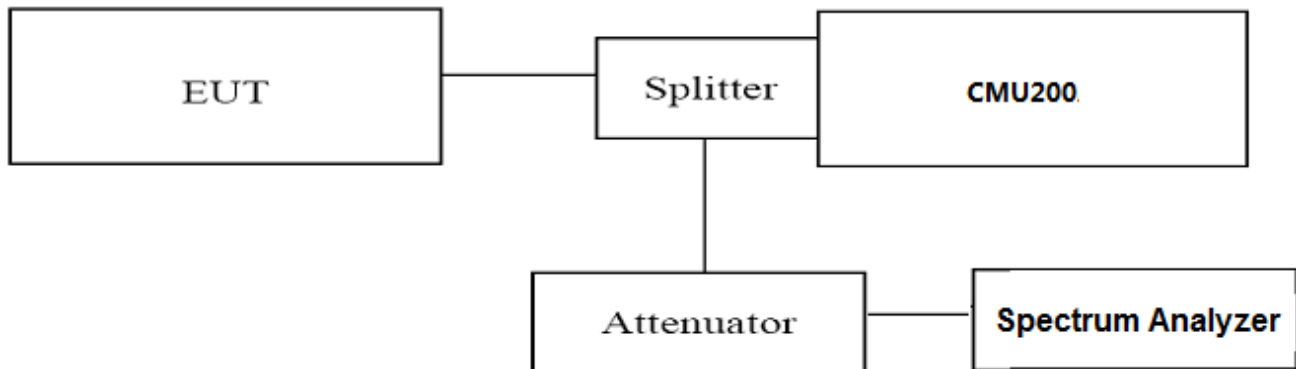 EUT
Splitter
CMU200.
Attenuator
Spectrum Analyzer